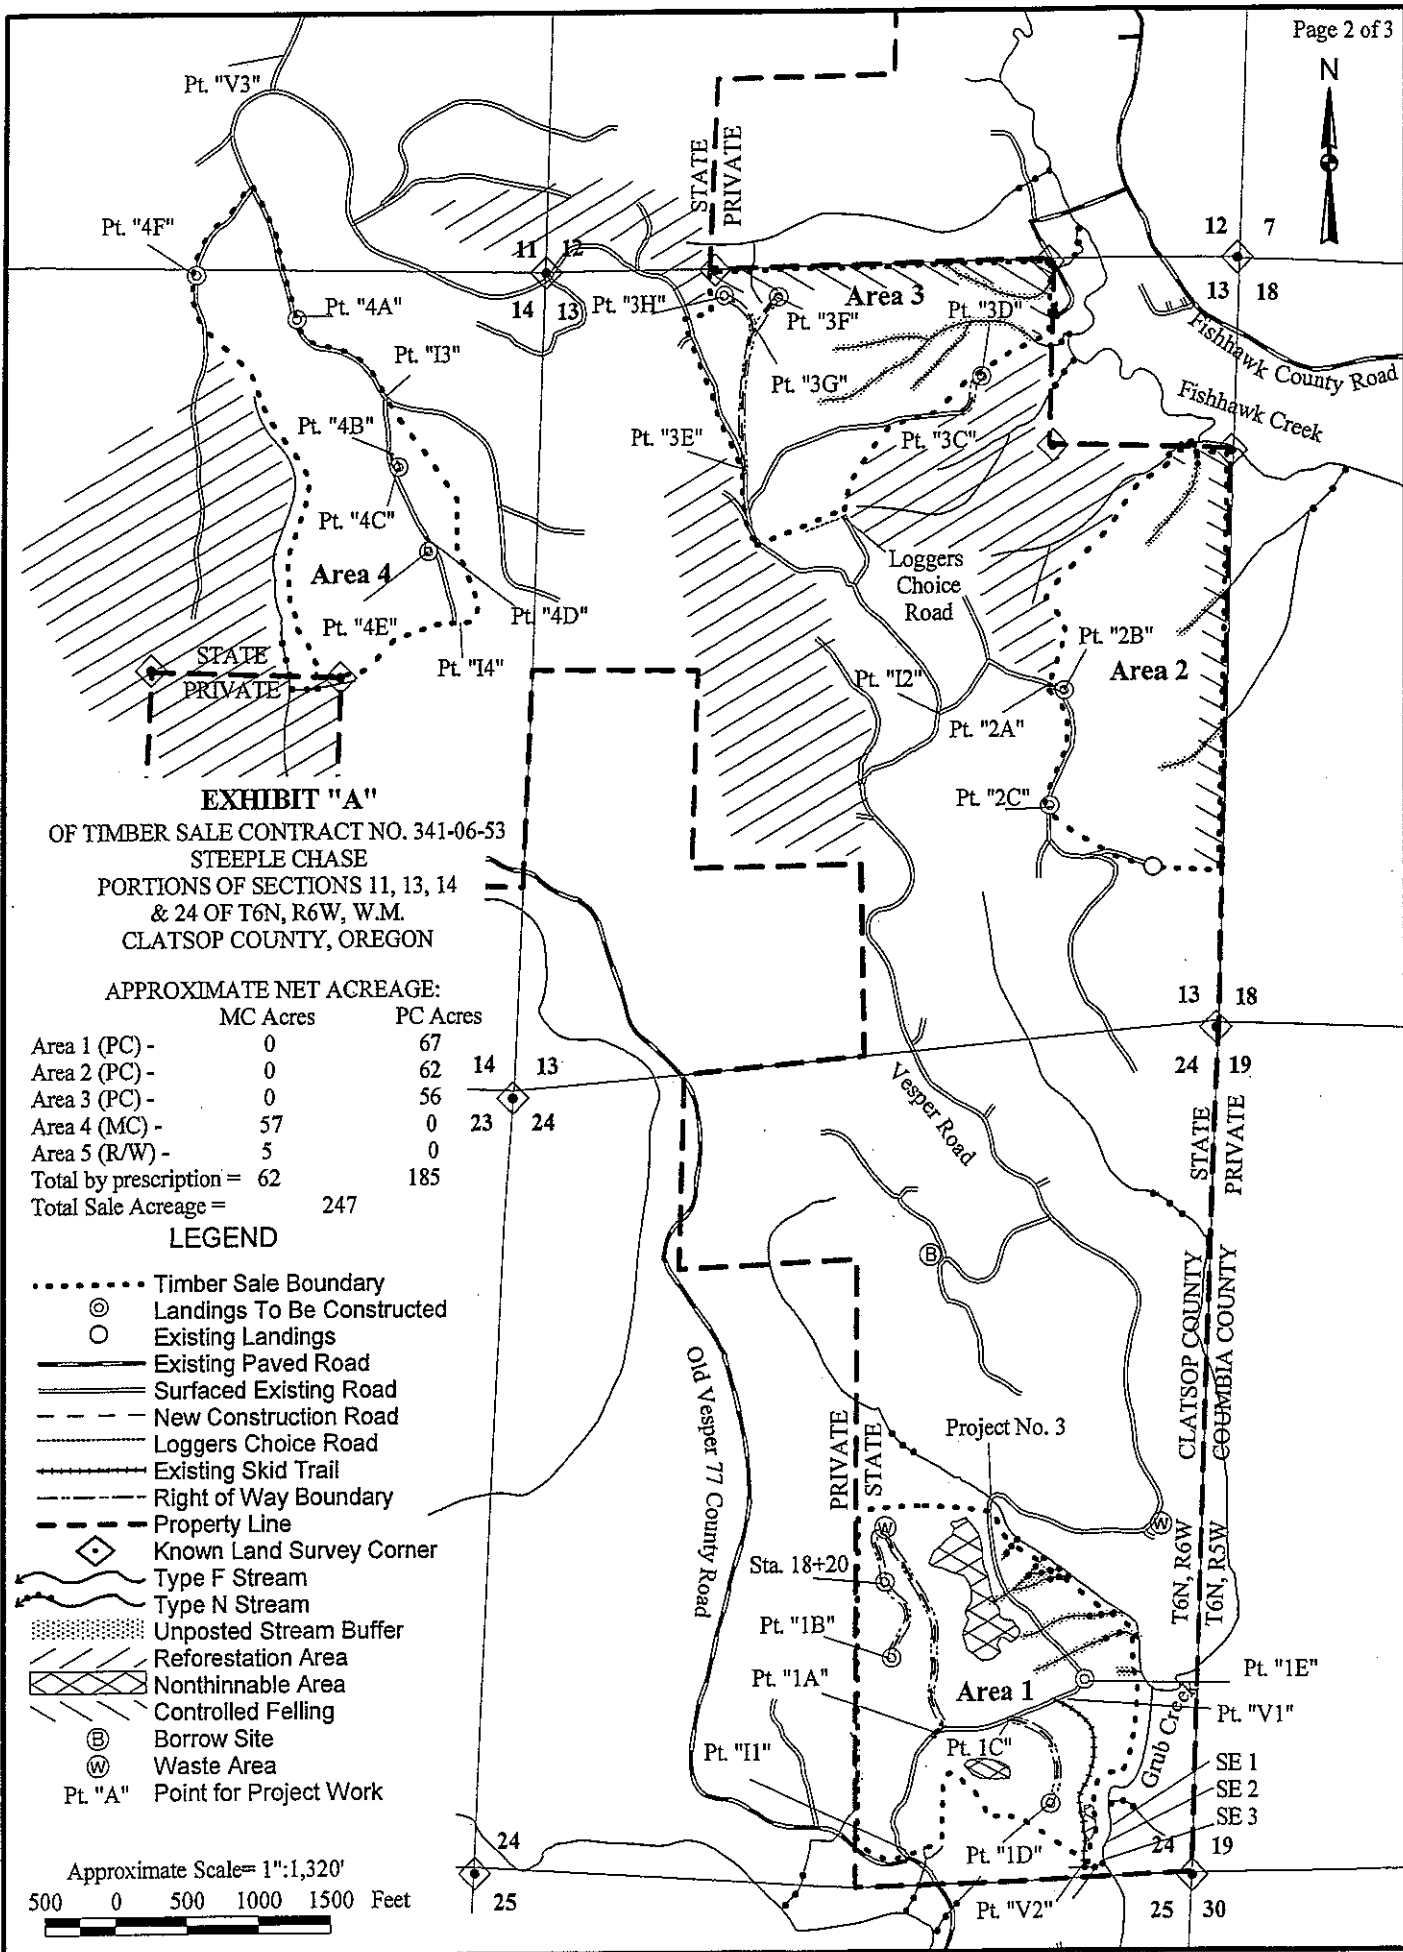 Page 2 of 3
N
Pt. "V3"
STATE
PRIVATE
Pt. "4F"
11 12
14 13
12 7
13 18
Pt. "4A"
Pt. "3H"
Area 3
Pt. "3F"
Pt. "3D"
Fishhawk County Road
Pt. "I3"
Pt. "3G"
Fishhawk Creek
Pt. "4B"
Pt. "3E"
Pt. "3C"
Pt. "4C"
Area 4
Loggers
Choice
Road
Pt. "4E"
Pt. "4D"
Pt. "2B"
STATE
PRIVATE
Pt. "I4"
Pt. "I2"
Area 2
Pt. "2A"
Pt. "2C"
EXHIBIT "A"
OF TIMBER SALE CONTRACT NO. 341-06-53
STEEPLE CHASE
PORTIONS OF SECTIONS 11, 13, 14
& 24 OF T6N, R6W, W.M.
CLATSOP COUNTY, OREGON
APPROXIMATE NET ACREAGE:
MC Acres PC Acres
Area 1 (PC) - 0 67
Area 2 (PC) - 0 62
Area 3 (PC) - 0 56
Area 4 (MC) - 57 0
Area 5 (R/W) - 5 0
Total by prescription = 62 185
Total Sale Acreage = 247
14 13
23 24
13 18
24 19
Vesper Road
STATE
PRIVATE
CLATSOP COUNTY
COUMBIA COUNTY
T6N, R6W
T6N, R5W
LEGEND
Timber Sale Boundary
Landings To Be Constructed
Existing Landings
Existing Paved Road
Surfaced Existing Road
New Construction Road
Loggers Choice Road
Existing Skid Trail
Right of Way Boundary
Property Line
Known Land Survey Corner
Type F Stream
Type N Stream
Unposted Stream Buffer
Reforestation Area
Nonthinnable Area
Controlled Felling
B Borrow Site
W Waste Area
Pt. "A" Point for Project Work
B
Old Vesper 77 County Road
PRIVATE
STATE
Project No. 3
W
W
Sta. 18+20
Pt. "1B"
Pt. "1A"
Area 1
Pt. "1E"
Pt. "V1"
Pt. 1C"
Pt. "I1"
Grub Creek
SE 1
SE 2
SE 3
Pt. "1D"
Pt. "V2"
24 19
25 30
24
25
Approximate Scale= 1":1,320'
500 0 500 1000 1500 Feet